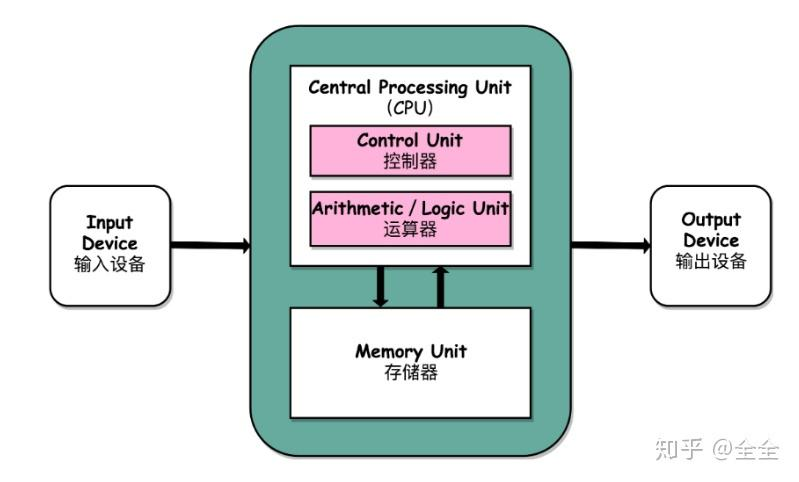 Central Processing Unit
(CPU)
Control Unit
控制器
Arithmetic / Logic Unit
运算器
Input
Device
输入设备
Output
Device
输出设备
Memory Unit
存储器
知乎 @全全